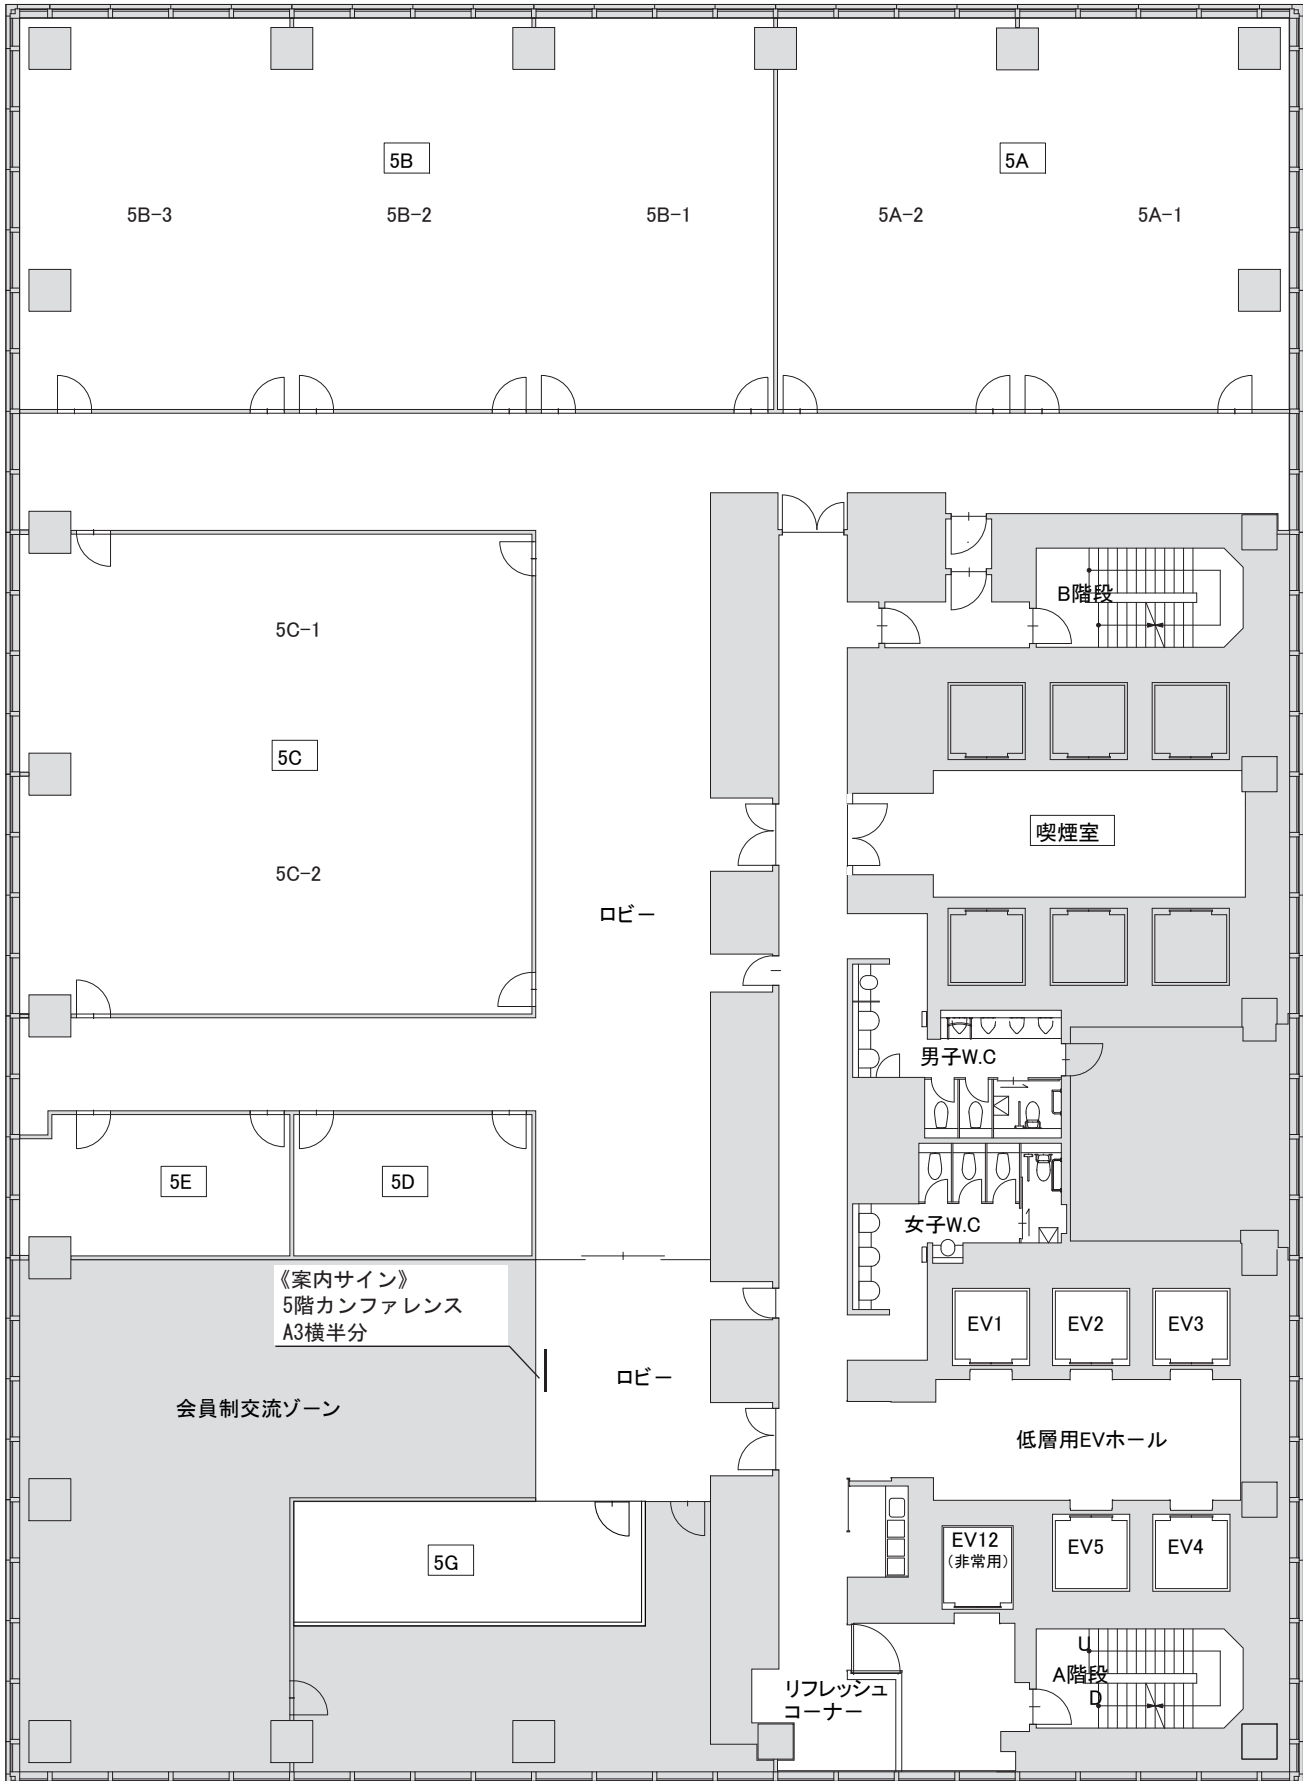 5B
5A
5B-3
5B-2
5B-1
5A-2
5A-1
B階段
5C-1
5C
喫煙室
5C-2
ロビー
男子W.C
5E
5D
女子W.C
《案内サイン》
5階カンファレンス
A3横半分
EV1
EV2
EV3
ロビー
会員制交流ゾーン
低層用EVホール
5G
EV12
(非常用)
EV5
EV4
U
A階段
D
リフレッシュ
コーナー